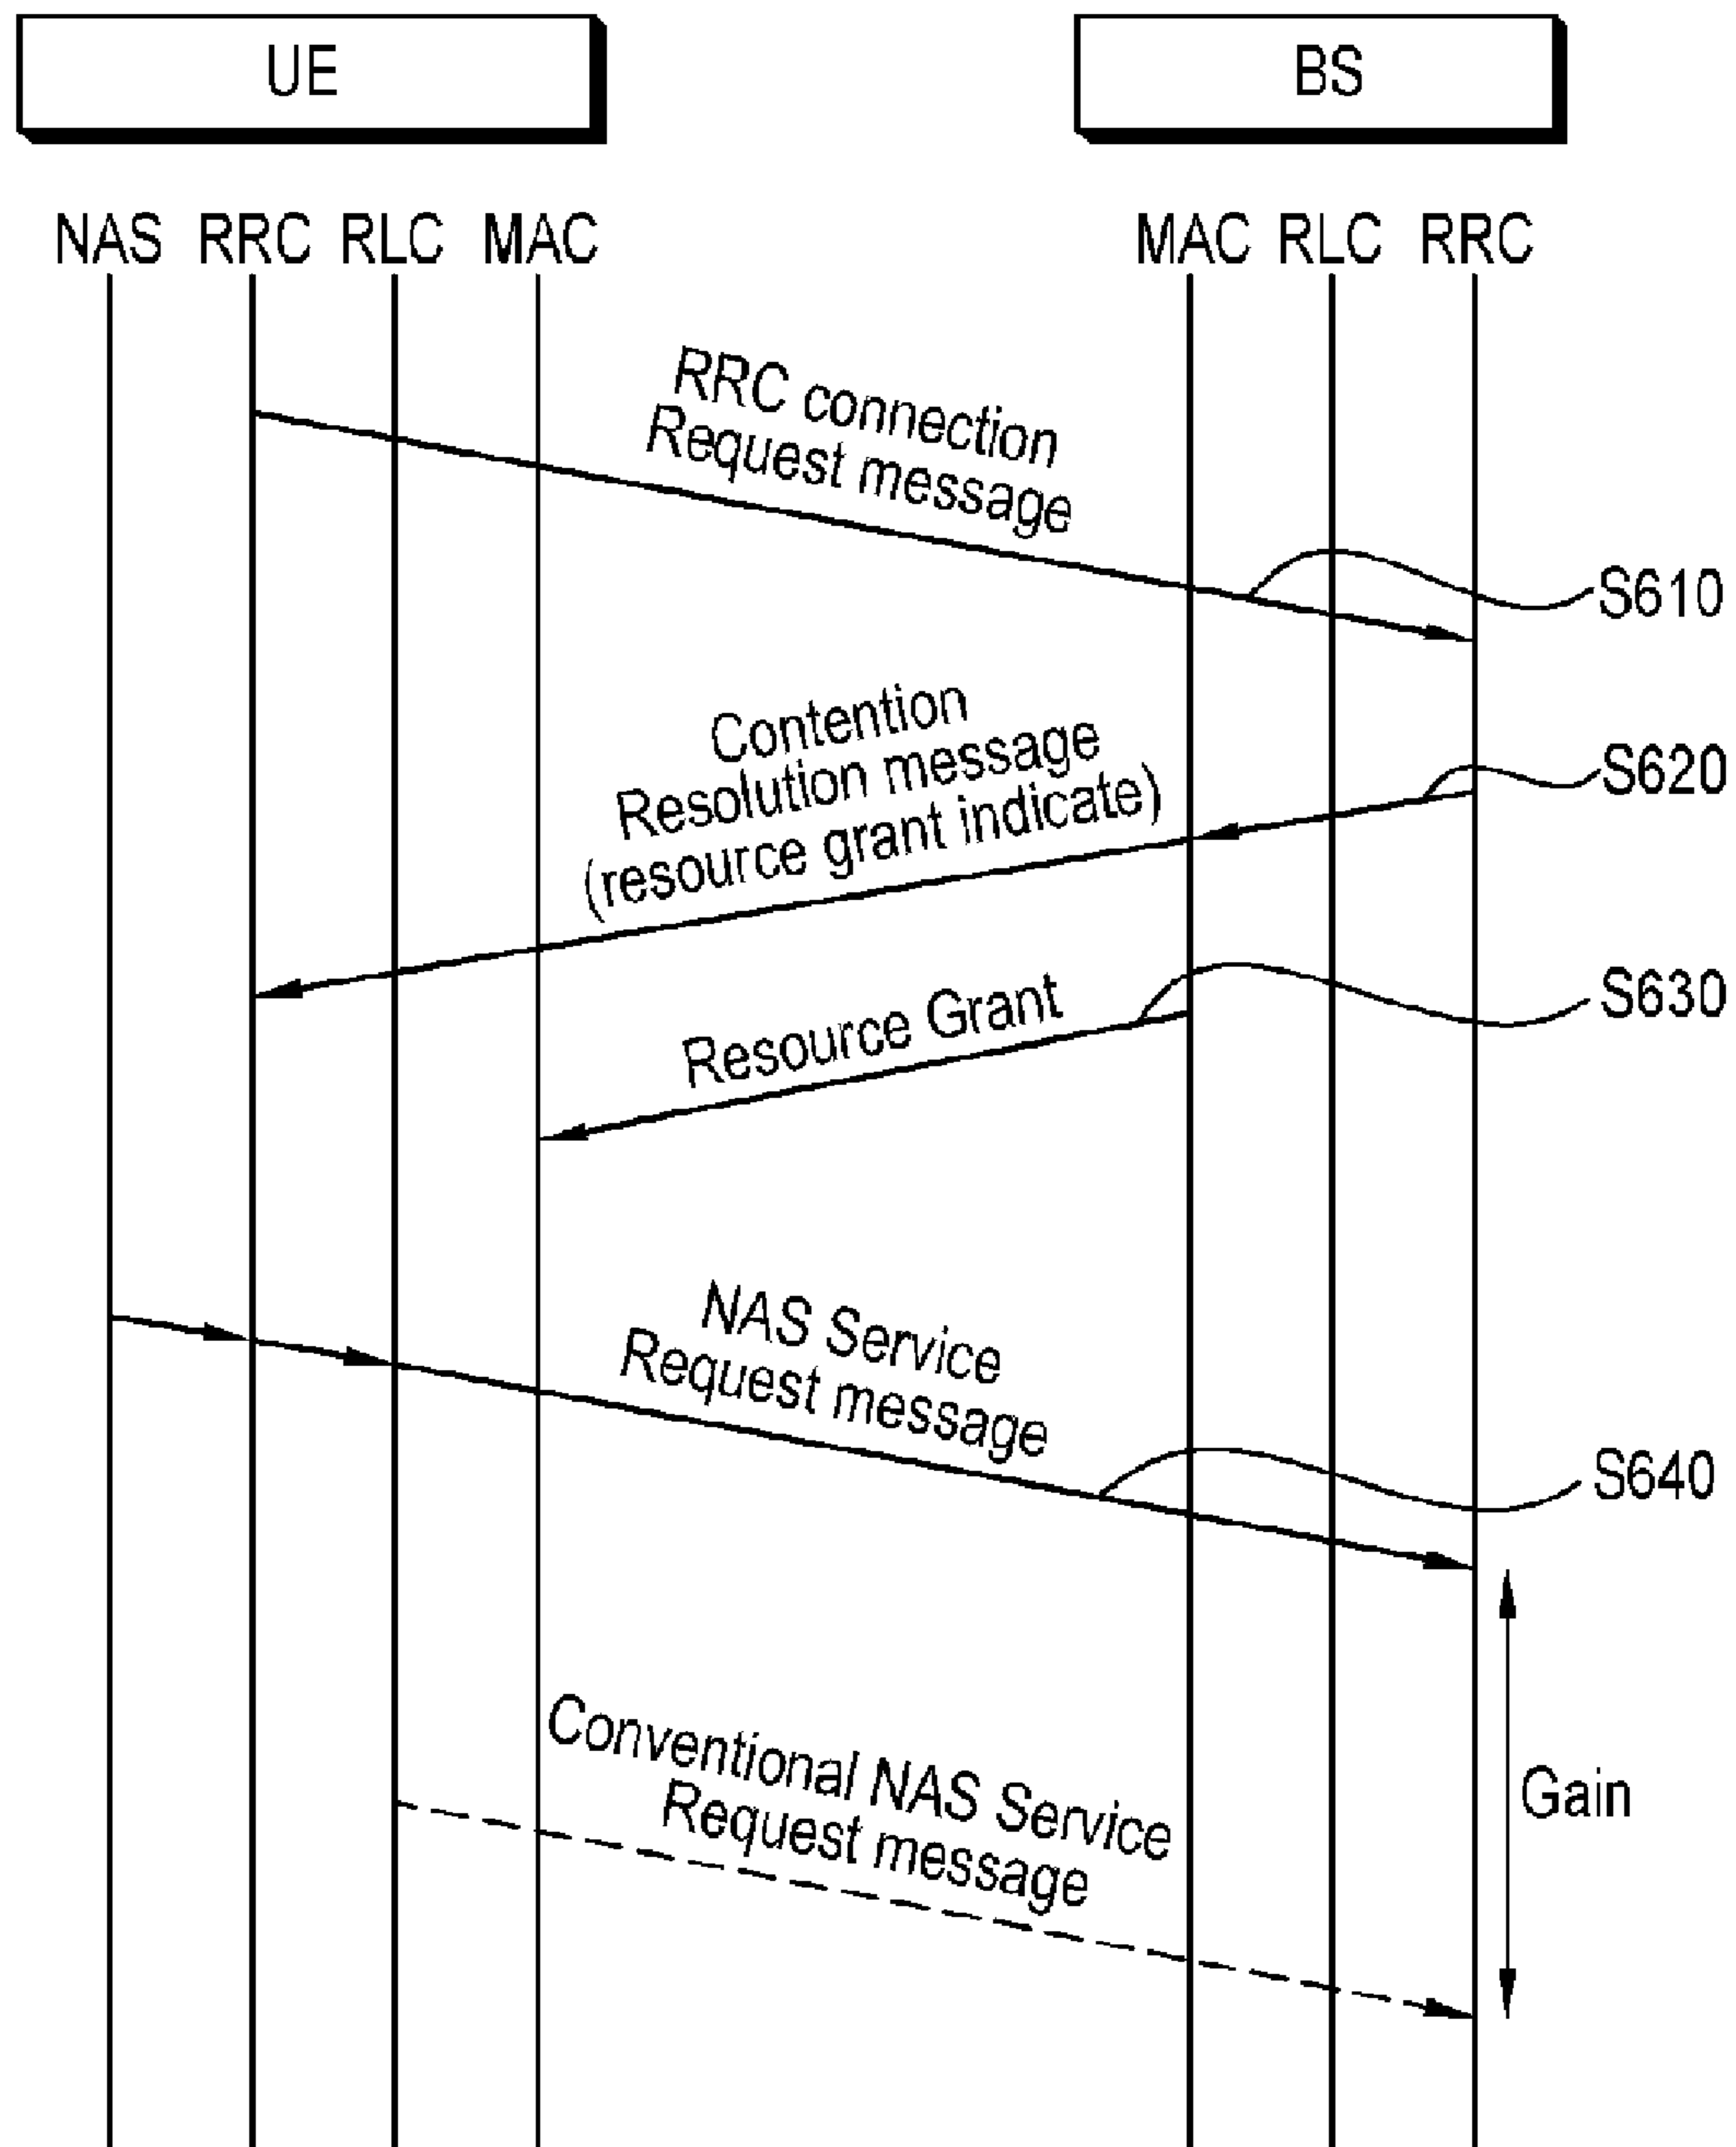 UE
BS
NAS RRC RLC MAC
MAC RLC RRC
RRC connection
Request message
S610
Contention
Resolution message
(resource grant indicate)
S620
Resource Grant
S630
NAS Service
Request message
S640
Conventional NAS Service
Request message
Gain